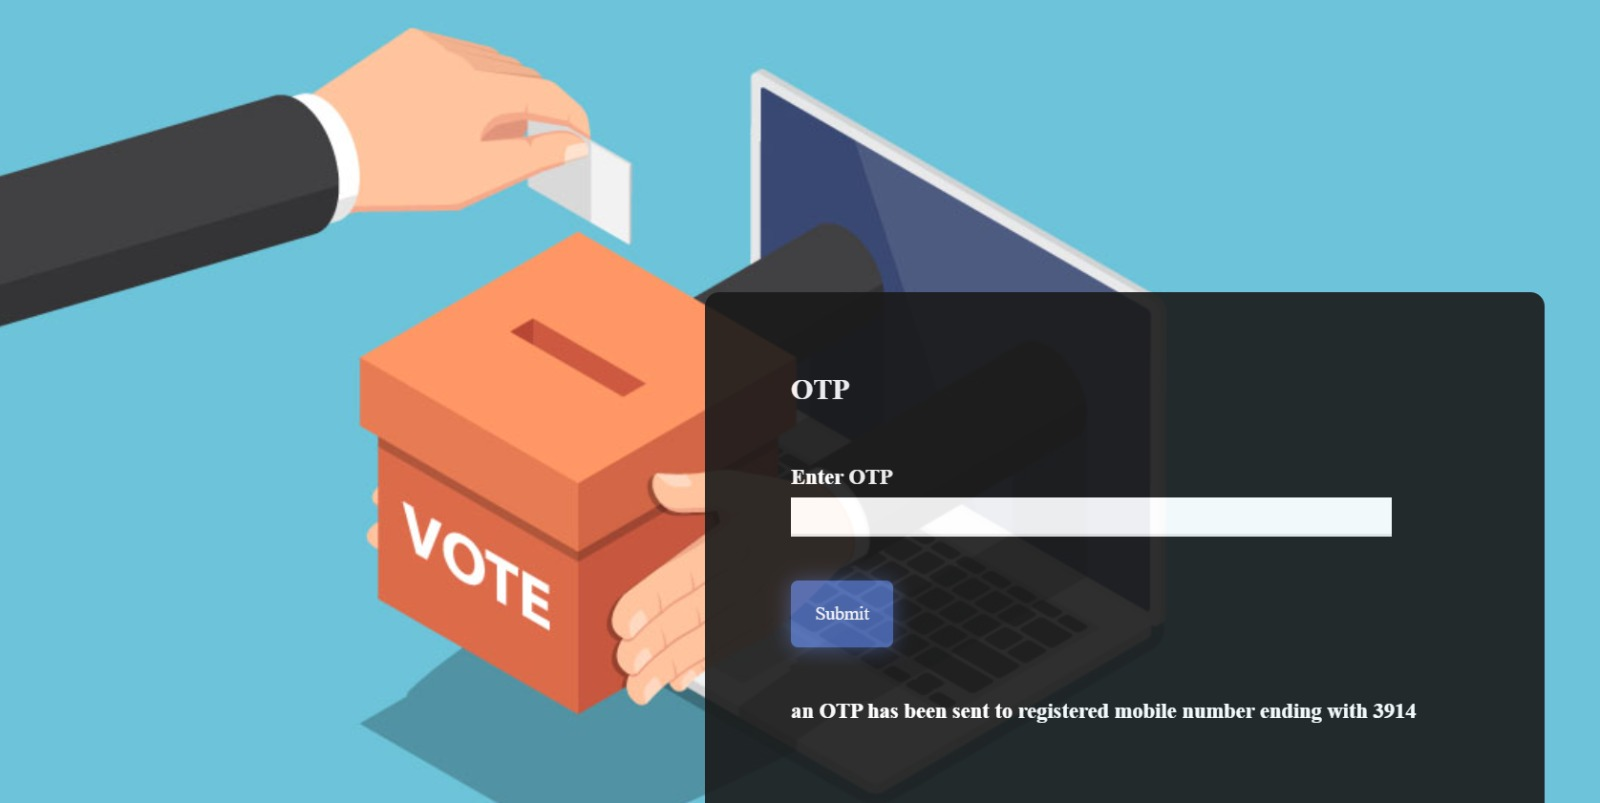 VOTE
OTP
Enter OTP
Submit
an OTP has been sent to registered mobile number ending with 3914